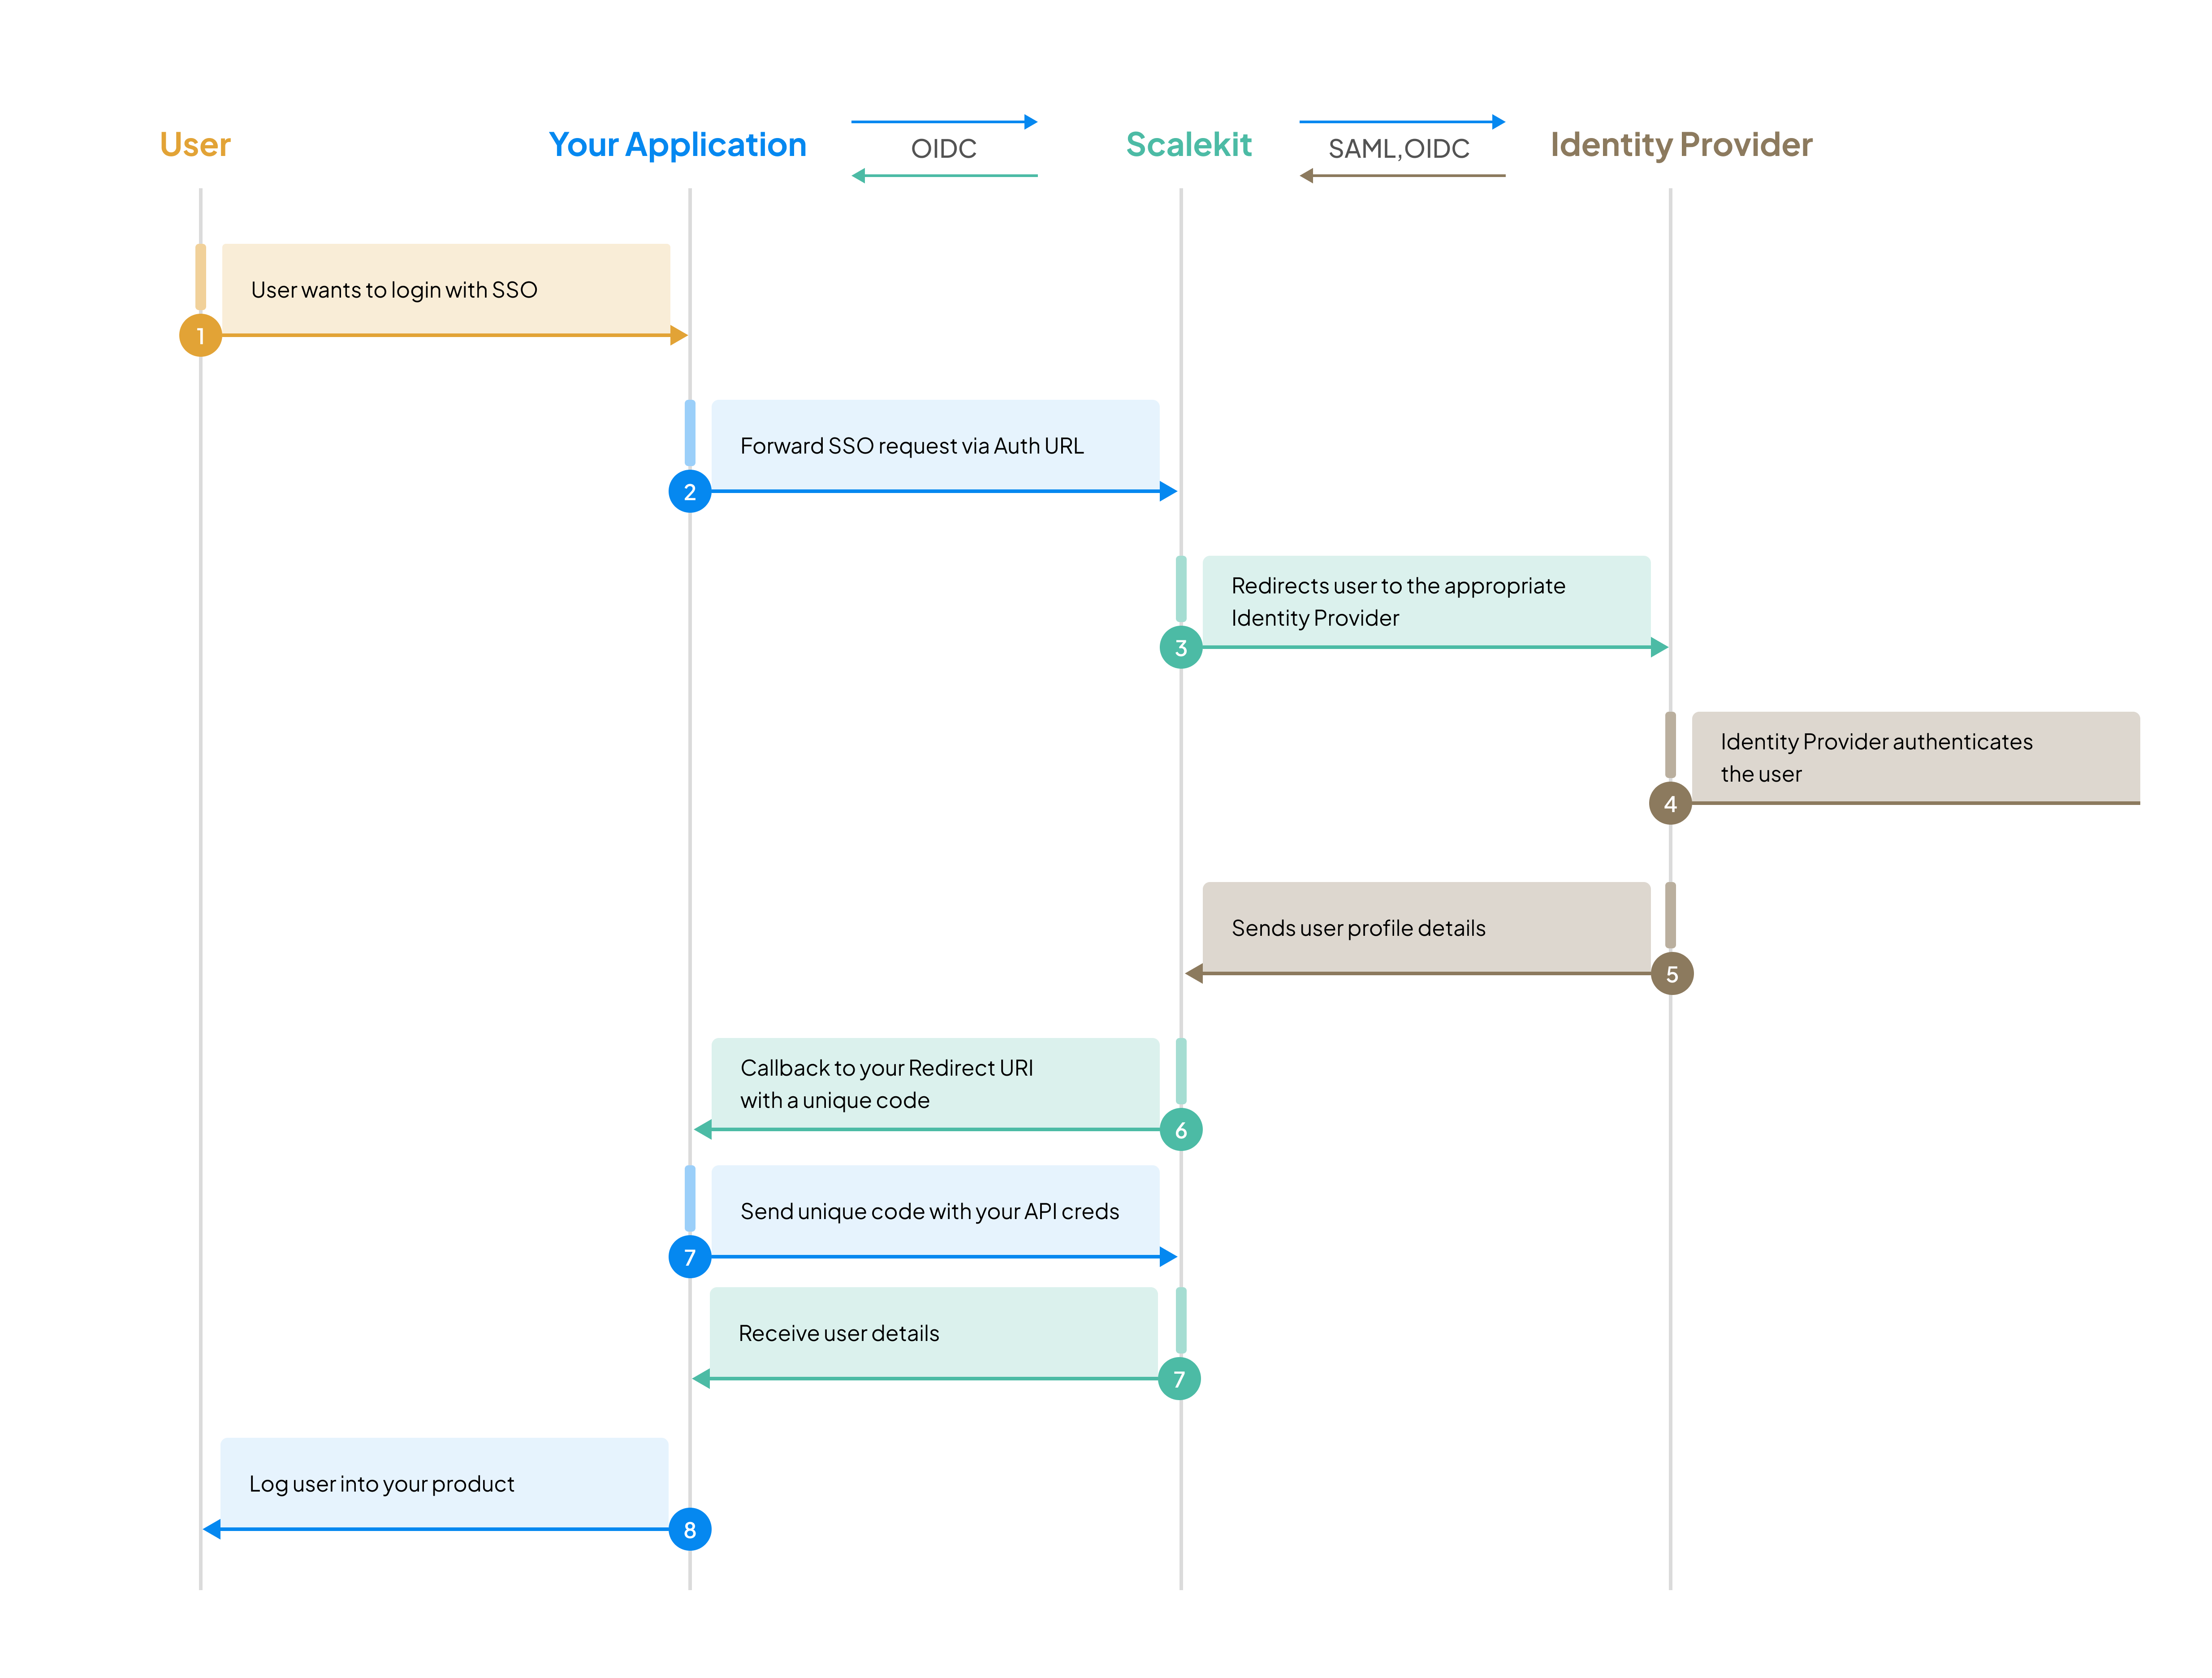 User
Your Application
OIDC
Scalekit
SAML,OIDC
Identity Provider
User wants to login with SSO
1
Forward SSO request via Auth URL
2
Redirects user to the appropriate
Identity Provider
3
Identity Provider authenticates
the user
4
Sends user profile details
5
Callback to your Redirect URI
with a unique code
6
Send unique code with your API creds
7
Receive user details
7
Log user into your product
8